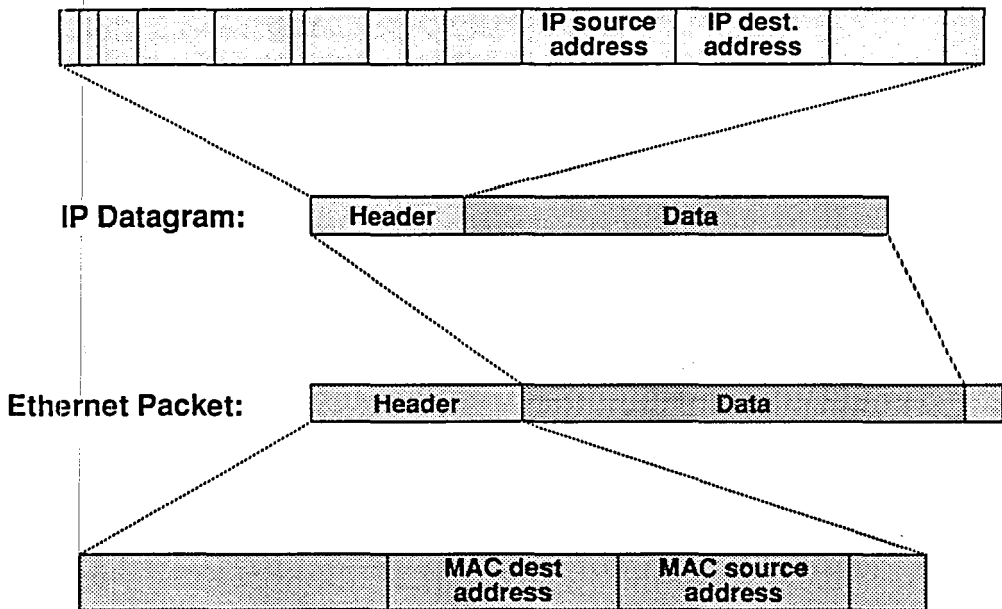 IP source address
IP dest. address
IP Datagram:
Header
Data
Ethernet Packet:
Header
Data
MAC dest address
MAC source address